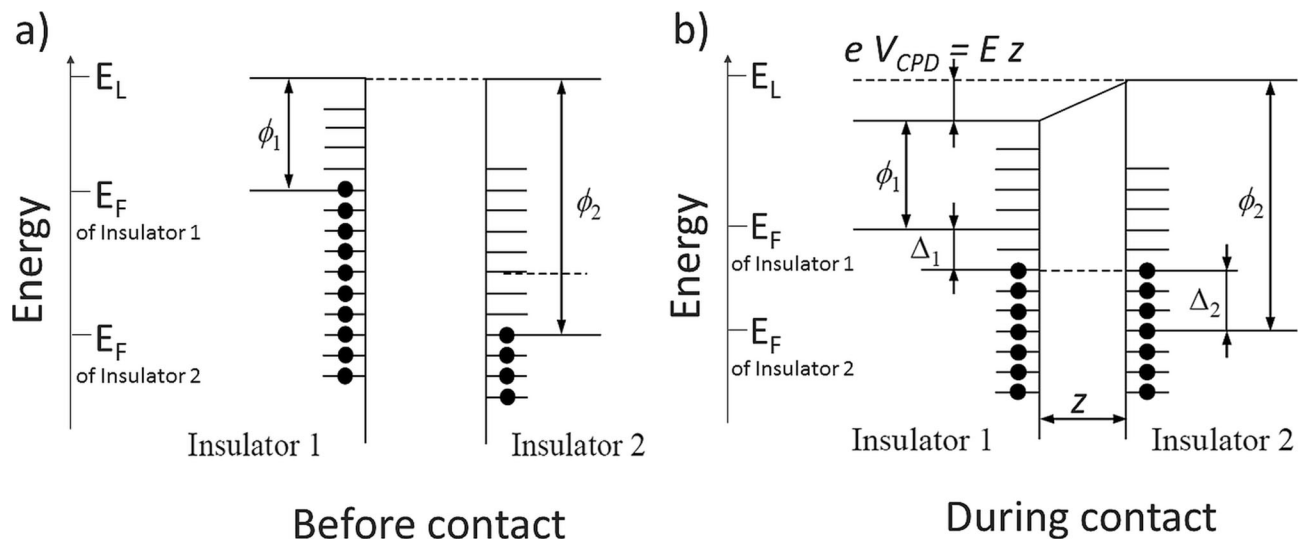 a)
E_L
ϕ₁
E_F
of Insulator 1
ϕ₂
Energy
E_F
of Insulator 2
Insulator 1
Insulator 2
Before contact
b)
e V_CPD = E z
E_L
ϕ₁
ϕ₂
E_F
of Insulator 1
Δ₁
Energy
Δ₂
E_F
of Insulator 2
z
Insulator 1
Insulator 2
During contact